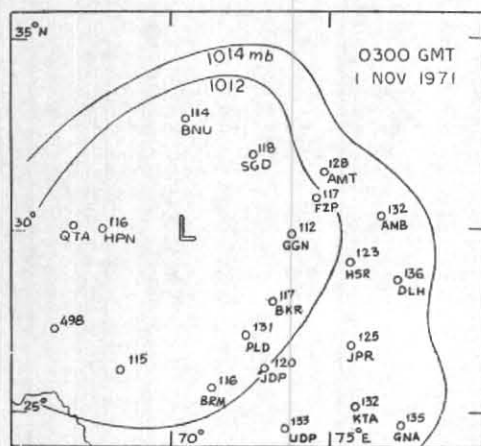 35°N
1014 mb
1012
0300 GMT
1 NOV 1971
114
BNU
118
SGD
128
AMT
117
FZP
132
AMB
30°
QTA
116
HPN
L
112
GGN
123
HSR
136
DLH
117
BKR
498
131
PLD
125
JPR
115
120
JDP
116
BRM
25°
132
KTA
133
UDP
135
GNA
70°
75°E